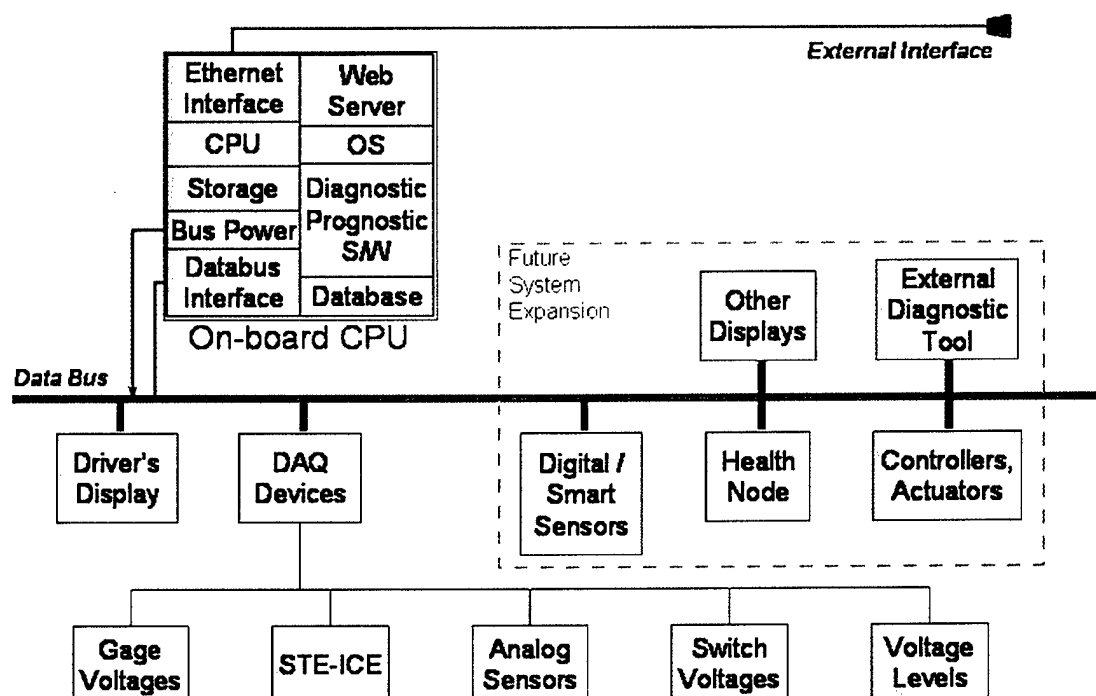 External Interface
Ethernet
Interface
Web
Server
CPU
OS
Storage
Diagnostic
Prognostic
S/W
Bus Power
Databus
Interface
Database
On-board CPU
Future
System
Expansion
Other
Displays
External
Diagnostic
Tool
Data Bus
Driver's
Display
DAQ
Devices
Digital /
Smart
Sensors
Health
Node
Controllers,
Actuators
Gage
Voltages
STE-ICE
Analog
Sensors
Switch
Voltages
Voltage
Levels